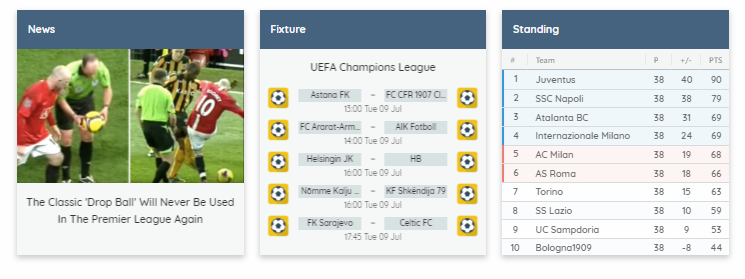 News
The Classic 'Drop Ball' Will Never Be Used
In The Premier League Again
Fixture
UEFA Champions League
Astana FK – FC CFR 1907 Cl...
13:00 Tue 09 Jul
FC Ararat-Arm... – AIK Fotboll
14:00 Tue 09 Jul
Helsingin JK – HB
16:00 Tue 09 Jul
Nõmme Kalju ... – KF Shkëndija 79
16:00 Tue 09 Jul
FK Sarajevo – Celtic FC
17:45 Tue 09 Jul
Standing
# Team P +/- PTS
1 Juventus 38 40 90
2 SSC Napoli 38 38 79
3 Atalanta BC 38 31 69
4 Internazionale Milano 38 24 69
5 AC Milan 38 19 68
6 AS Roma 38 18 66
7 Torino 38 15 63
8 SS Lazio 38 10 59
9 UC Sampdoria 38 9 53
10 Bologna1909 38 -8 44
10